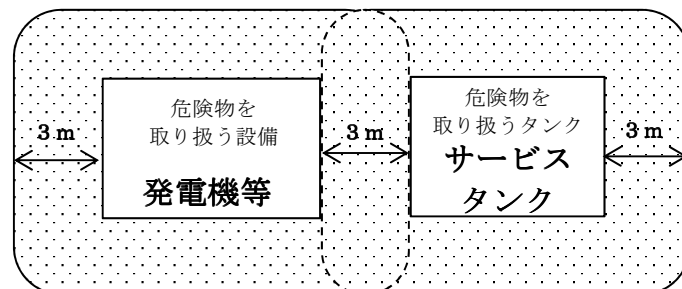 危険物を
取り扱う設備
発電機等
危険物を
取り扱うタンク
サービス
タンク
３ｍ
３ｍ
３ｍ